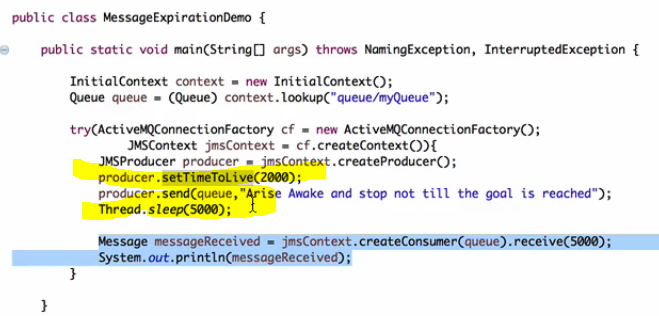 public class MessageExpirationDemo {
public static void main(String[] args) throws NamingException, InterruptedException {
InitialContext context = new InitialContext();
Queue queue = (Queue) context.lookup("queue/myQueue");
try(ActiveMQConnectionFactory cf = new ActiveMQConnectionFactory();
JMSContext jmsContext = cf.createContext()){
JMSProducer producer = jmsContext.createProducer();
producer.setTimeToLive(2000);
producer.send(queue,"Arise Awake and stop not till the goal is reached");
Thread.sleep(5000);
Message messageReceived = jmsContext.createConsumer(queue).receive(5000);
System.out.println(messageReceived);
}
}